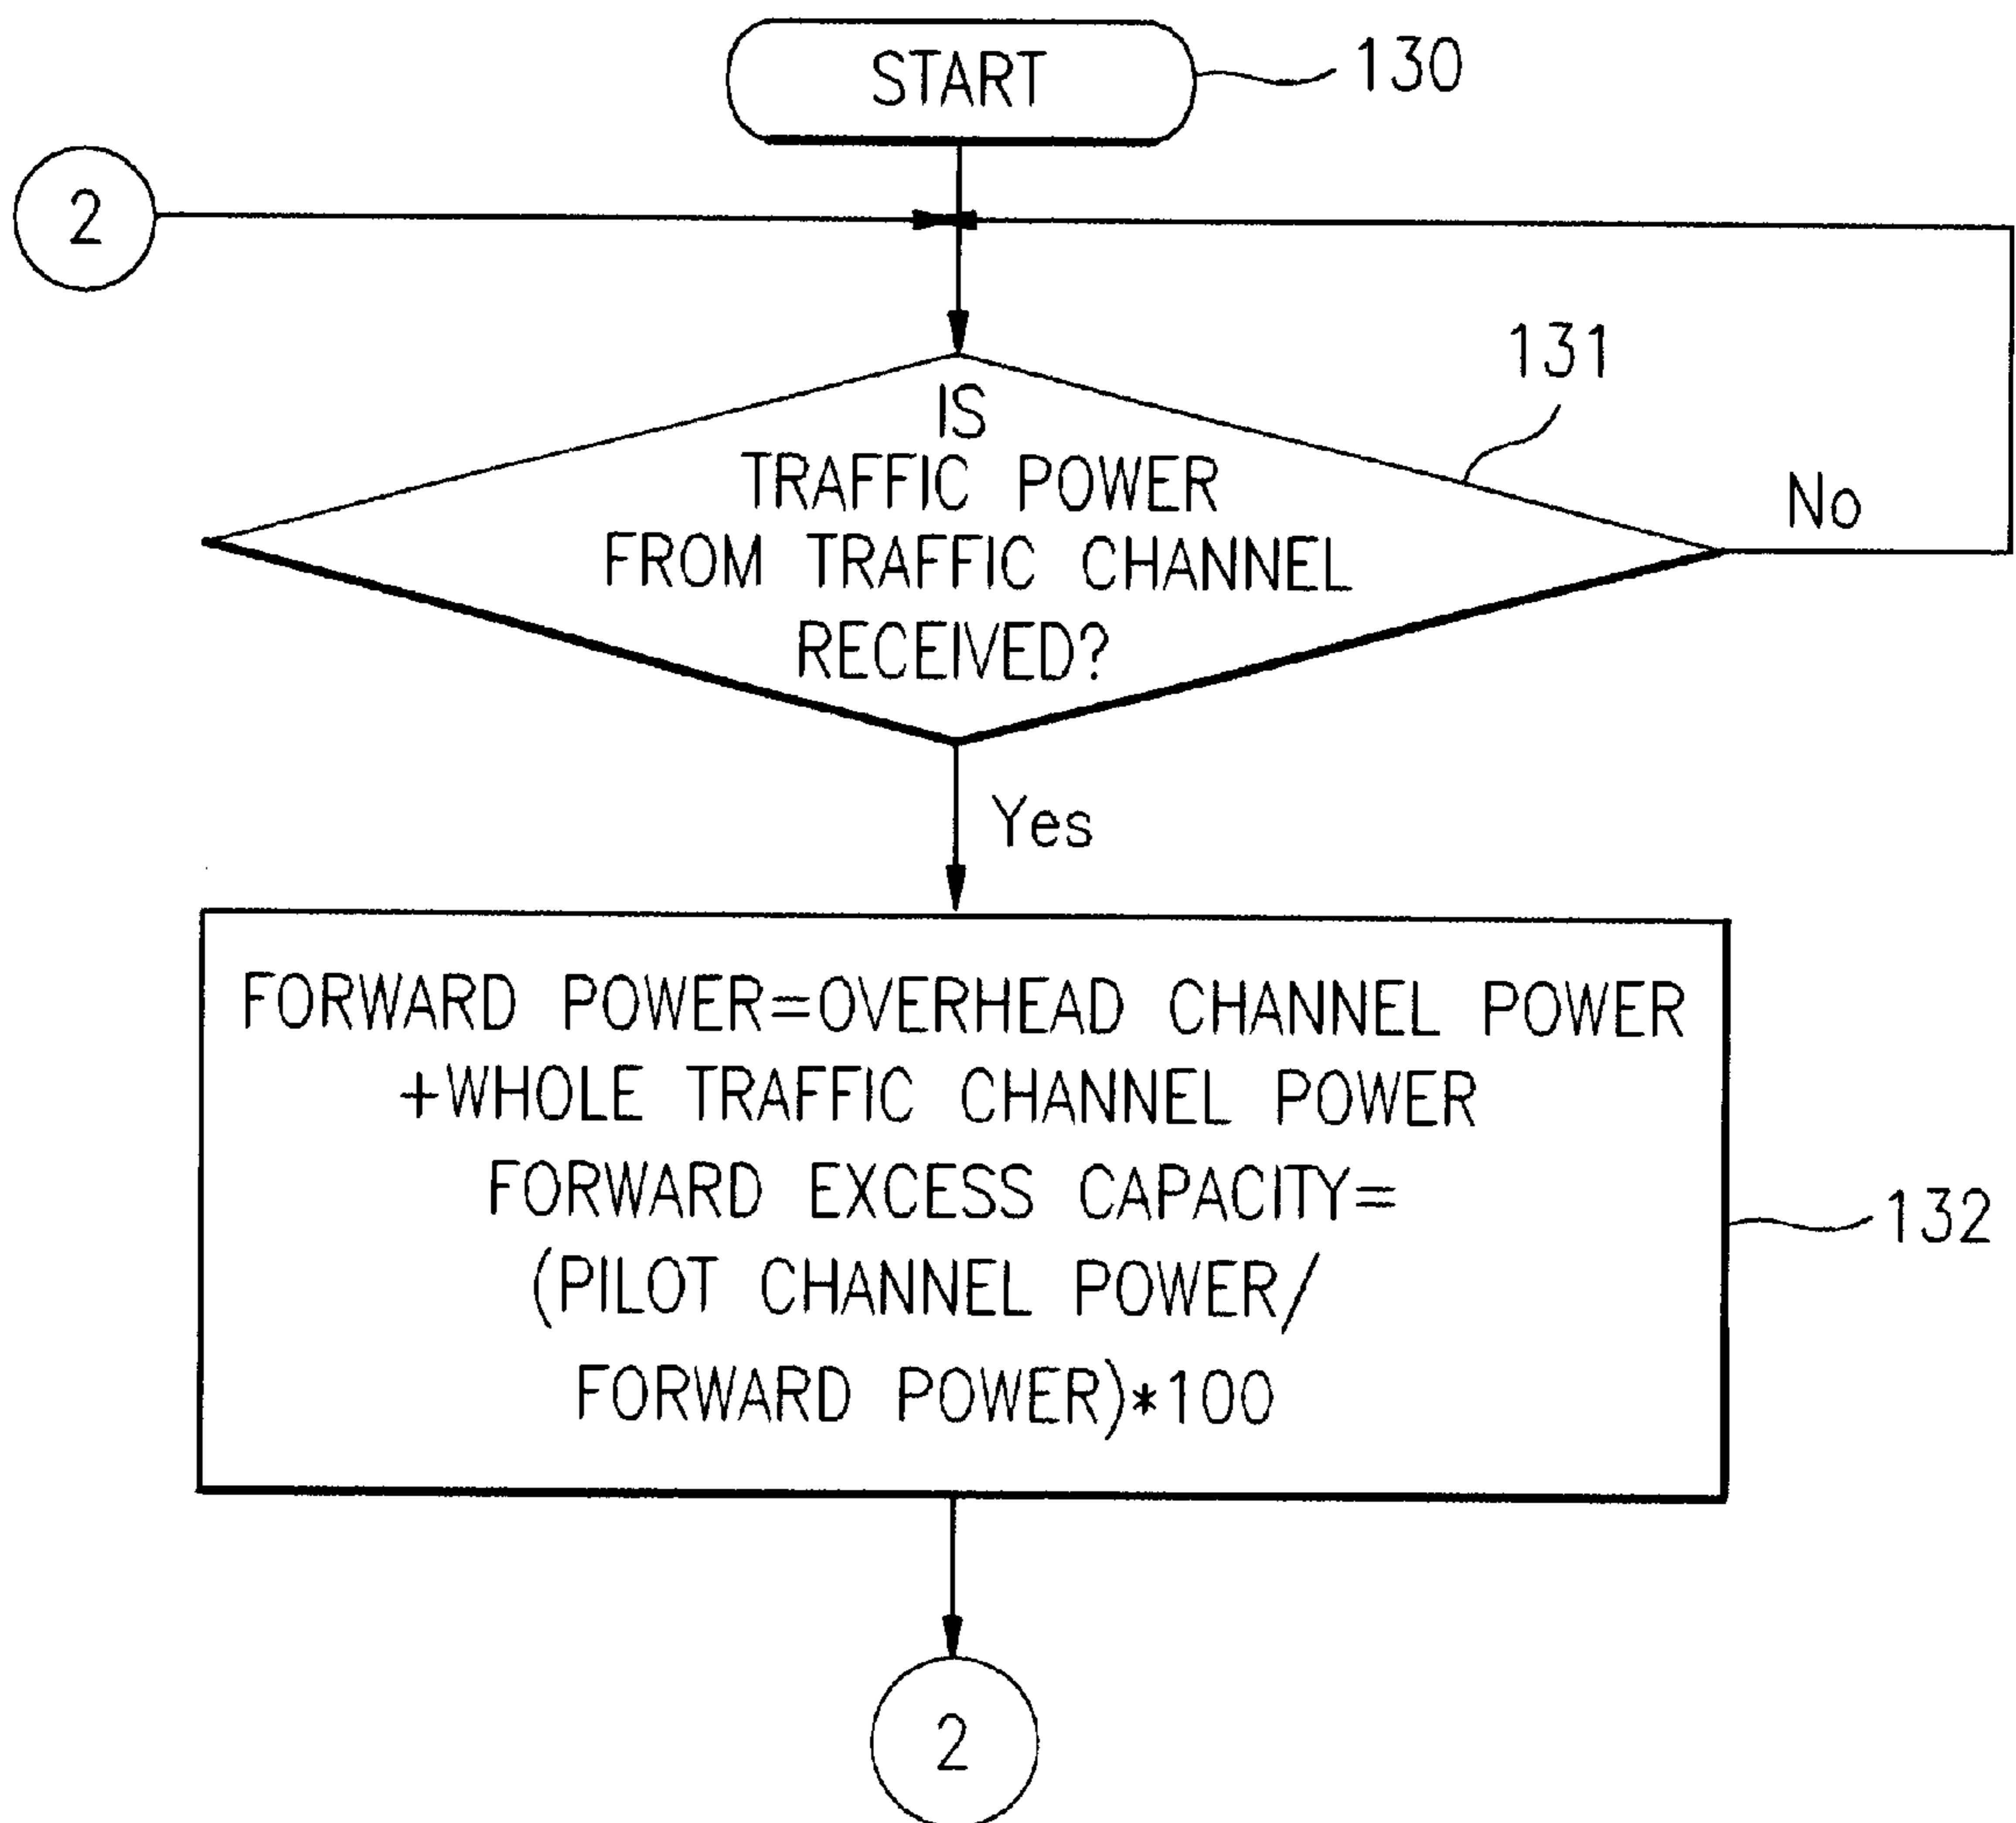 START
130
2
131
IS
TRAFFIC POWER
FROM TRAFFIC CHANNEL
RECEIVED?
No
Yes
FORWARD POWER=OVERHEAD CHANNEL POWER
+WHOLE TRAFFIC CHANNEL POWER
FORWARD EXCESS CAPACITY=
(PILOT CHANNEL POWER/
FORWARD POWER)*100
132
2